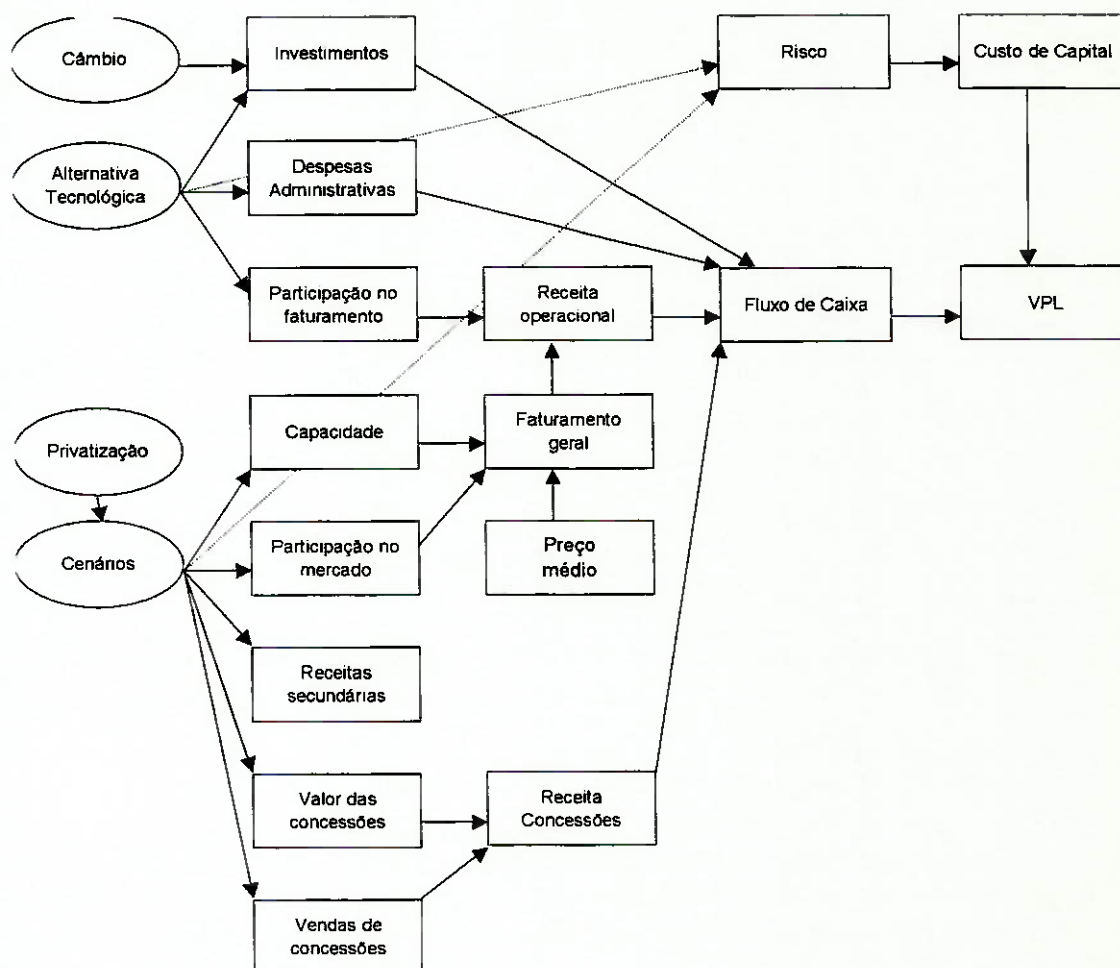 Câmbio
Investimentos
Risco
Custo de Capital
Alternativa
Tecnológica
Despesas
Administrativas
Participação no
faturamento
Receita
operacional
Fluxo de Caixa
VPL
Privatização
Capacidade
Faturamento
geral
Cenários
Participação no
mercado
Preço
médio
Receitas
secundárias
Valor das
concessões
Receita
Concessões
Vendas de
concessões